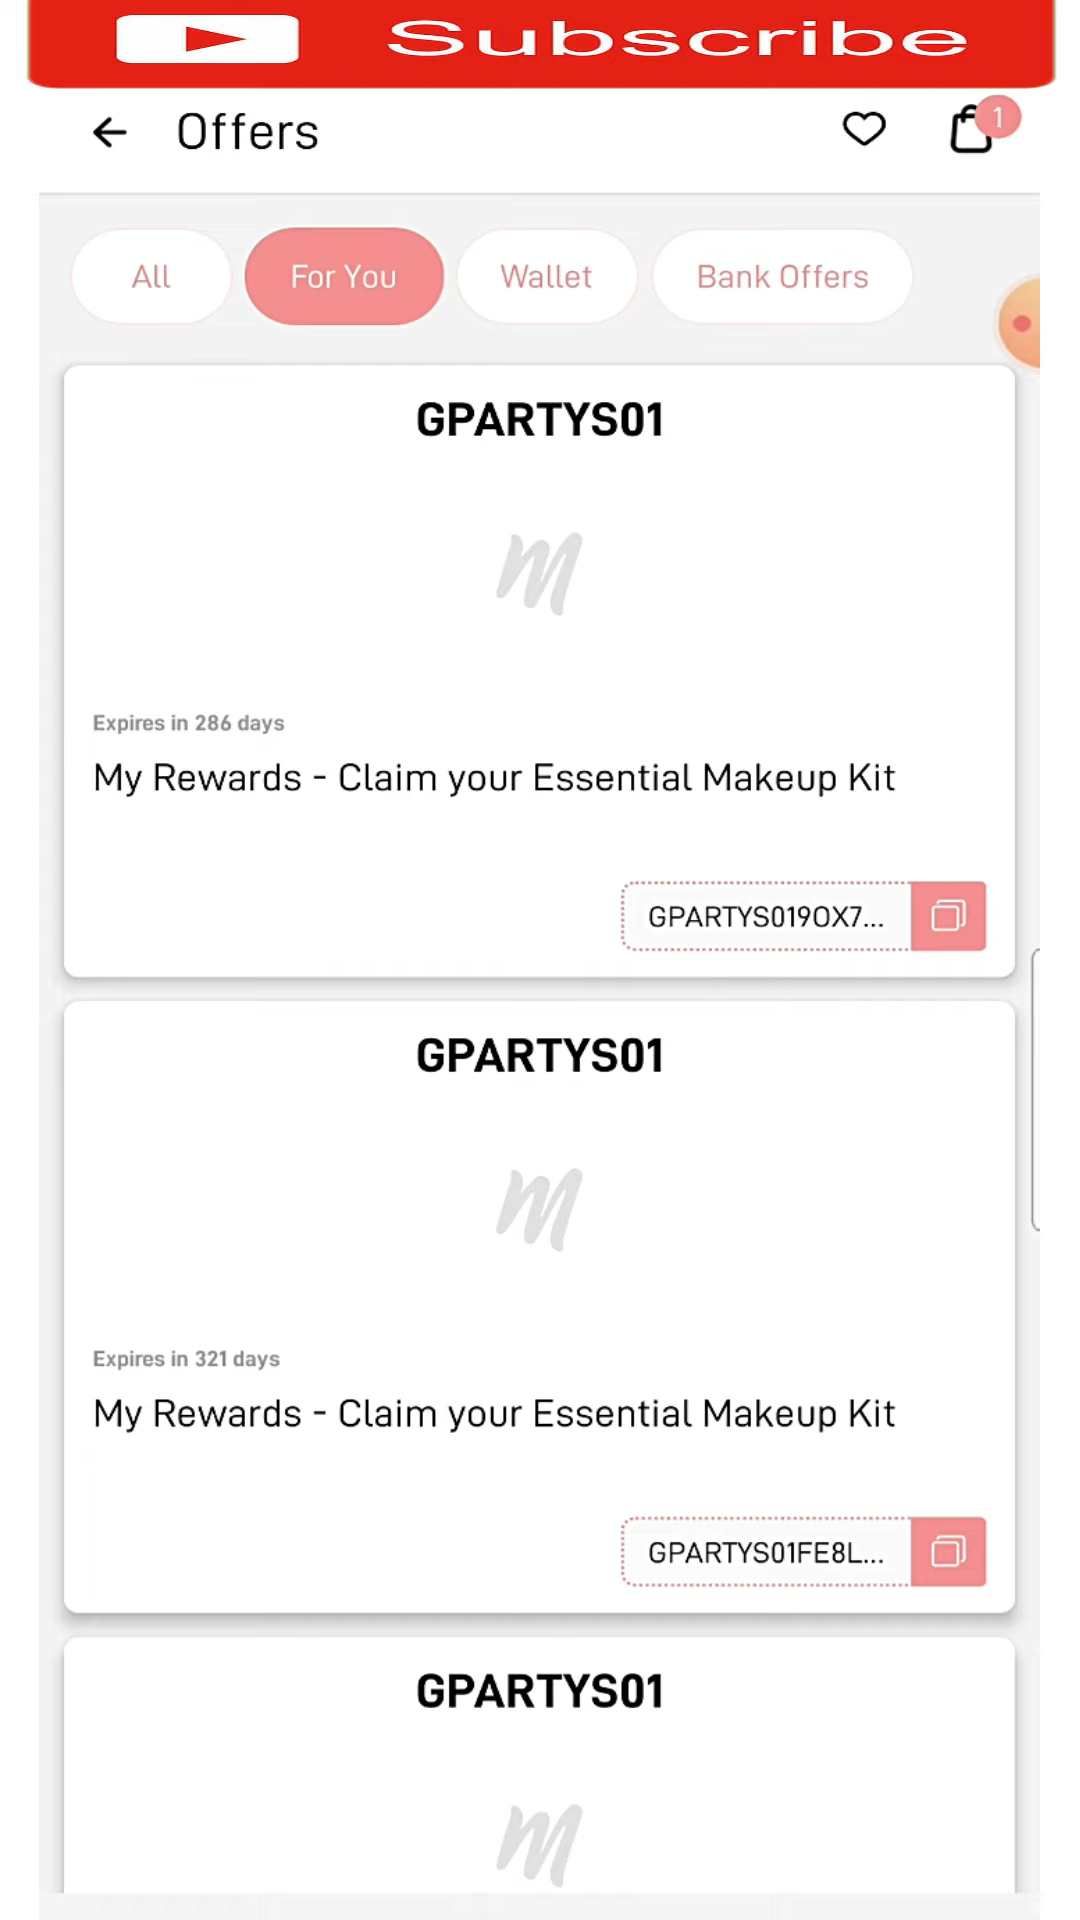 Subscribe
Offers
1
All
For You
Wallet
Bank Offers
GPARTYS01
Expires in 286 days
My Rewards - Claim your Essential Makeup Kit
GPARTYS019OX7...
GPARTYS01
Expires in 321 days
My Rewards - Claim your Essential Makeup Kit
GPARTYS01FE8L...
GPARTYS01